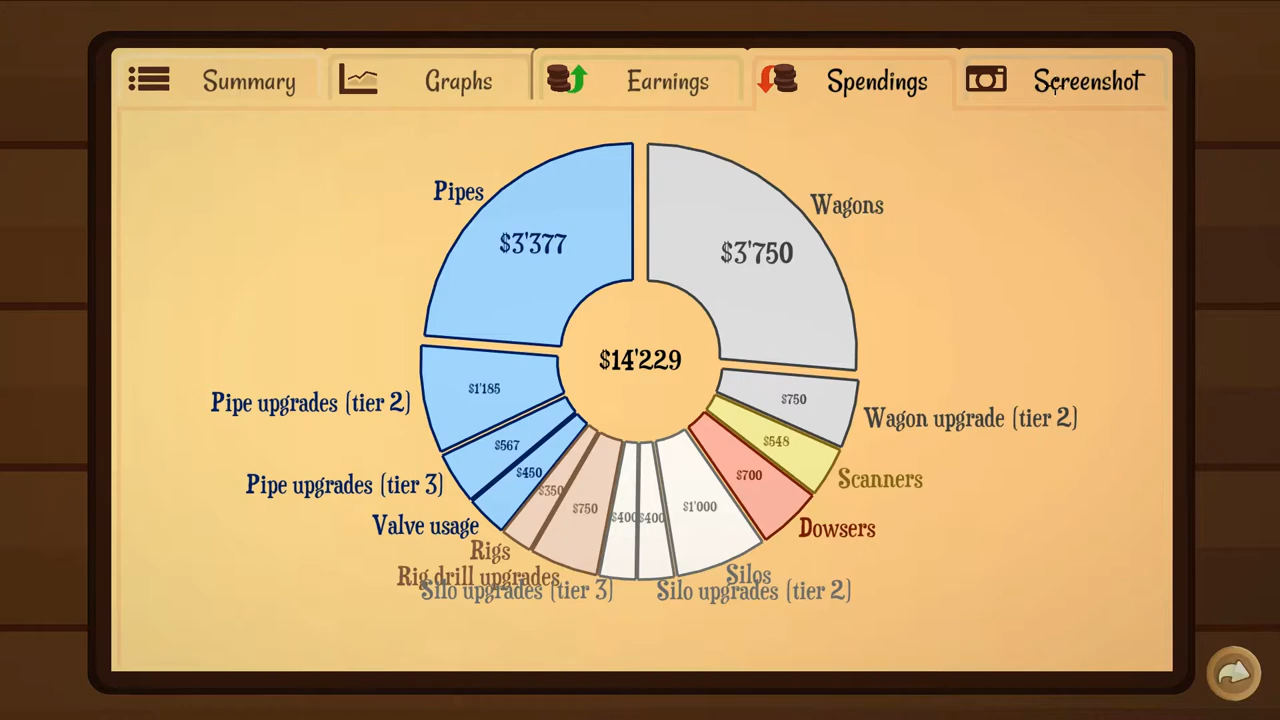 Summary
Graphs
Earnings
Spendings
Screenshot
Pipes
$3'377
Wagons
$3'750
$14'229
Pipe upgrades (tier 2)
$1'185
$750
Wagon upgrade (tier 2)
Pipe upgrades (tier 3)
$567
$548
Scanners
Valve usage
$450
$700
Dowsers
Rigs
$350
Rig drill upgrades
$750
Silo upgrades (tier 3)
$400
$400
Silo upgrades (tier 2)
$1'000
Silos